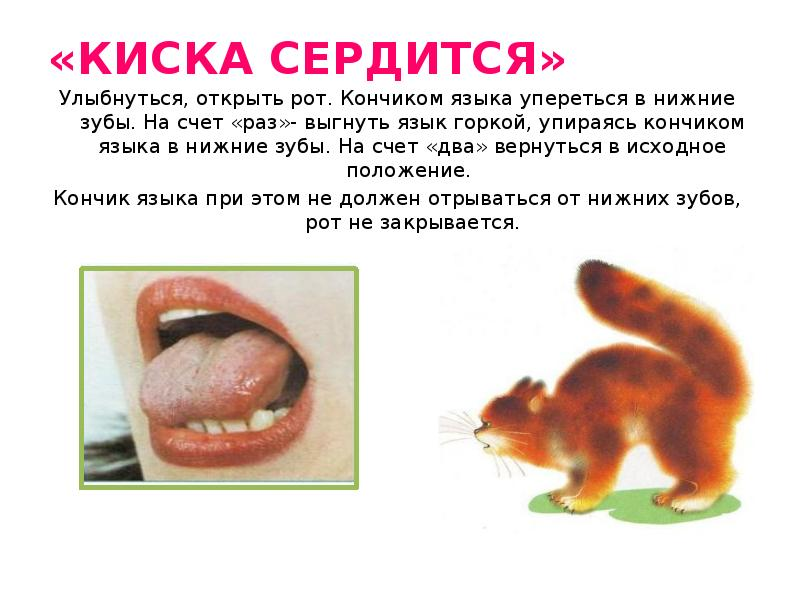 «КИСКА СЕРДИТСЯ»
Улыбнуться, открыть рот. Кончиком языка упереться в нижние
зубы. На счет «раз»- выгнуть язык горкой, упираясь кончиком
языка в нижние зубы. На счет «два» вернуться в исходное
положение.
Кончик языка при этом не должен отрываться от нижних зубов,
рот не закрывается.